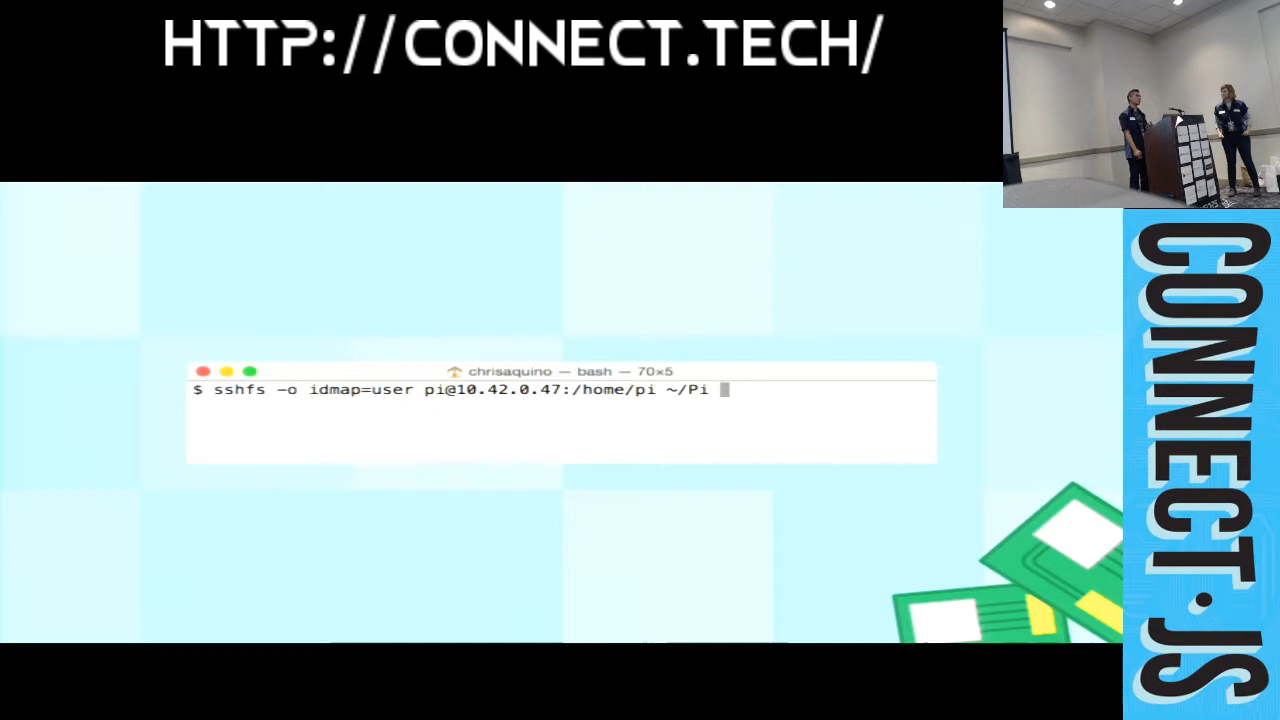 HTTP://CONNECT.TECH/
chrisaquino — bash — 70×5
$ sshfs -o idmap=user pi@10.42.0.47:/home/pi ~/Pi
CONNECT·JS